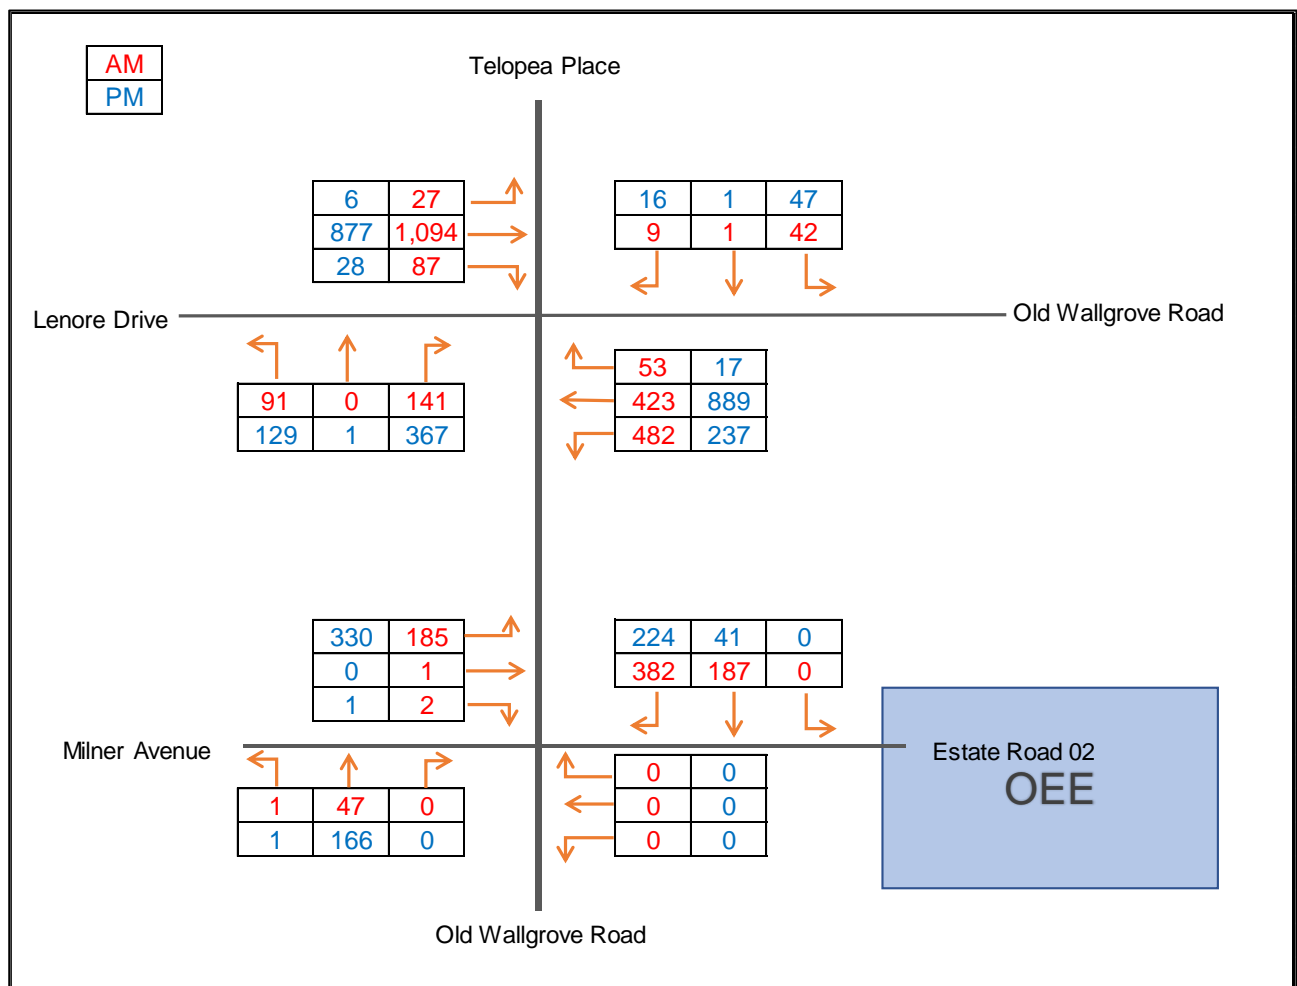 AM
PM
Telopea Place
6 27
877 1,094
28 87
16 1 47
9 1 42
Lenore Drive
Old Wallgrove Road
91 0 141
129 1 367
53 17
423 889
482 237
330 185
0 1
1 2
224 41 0
382 187 0
Milner Avenue
Estate Road 02
OEE
1 47 0
1 166 0
0 0
0 0
0 0
Old Wallgrove Road